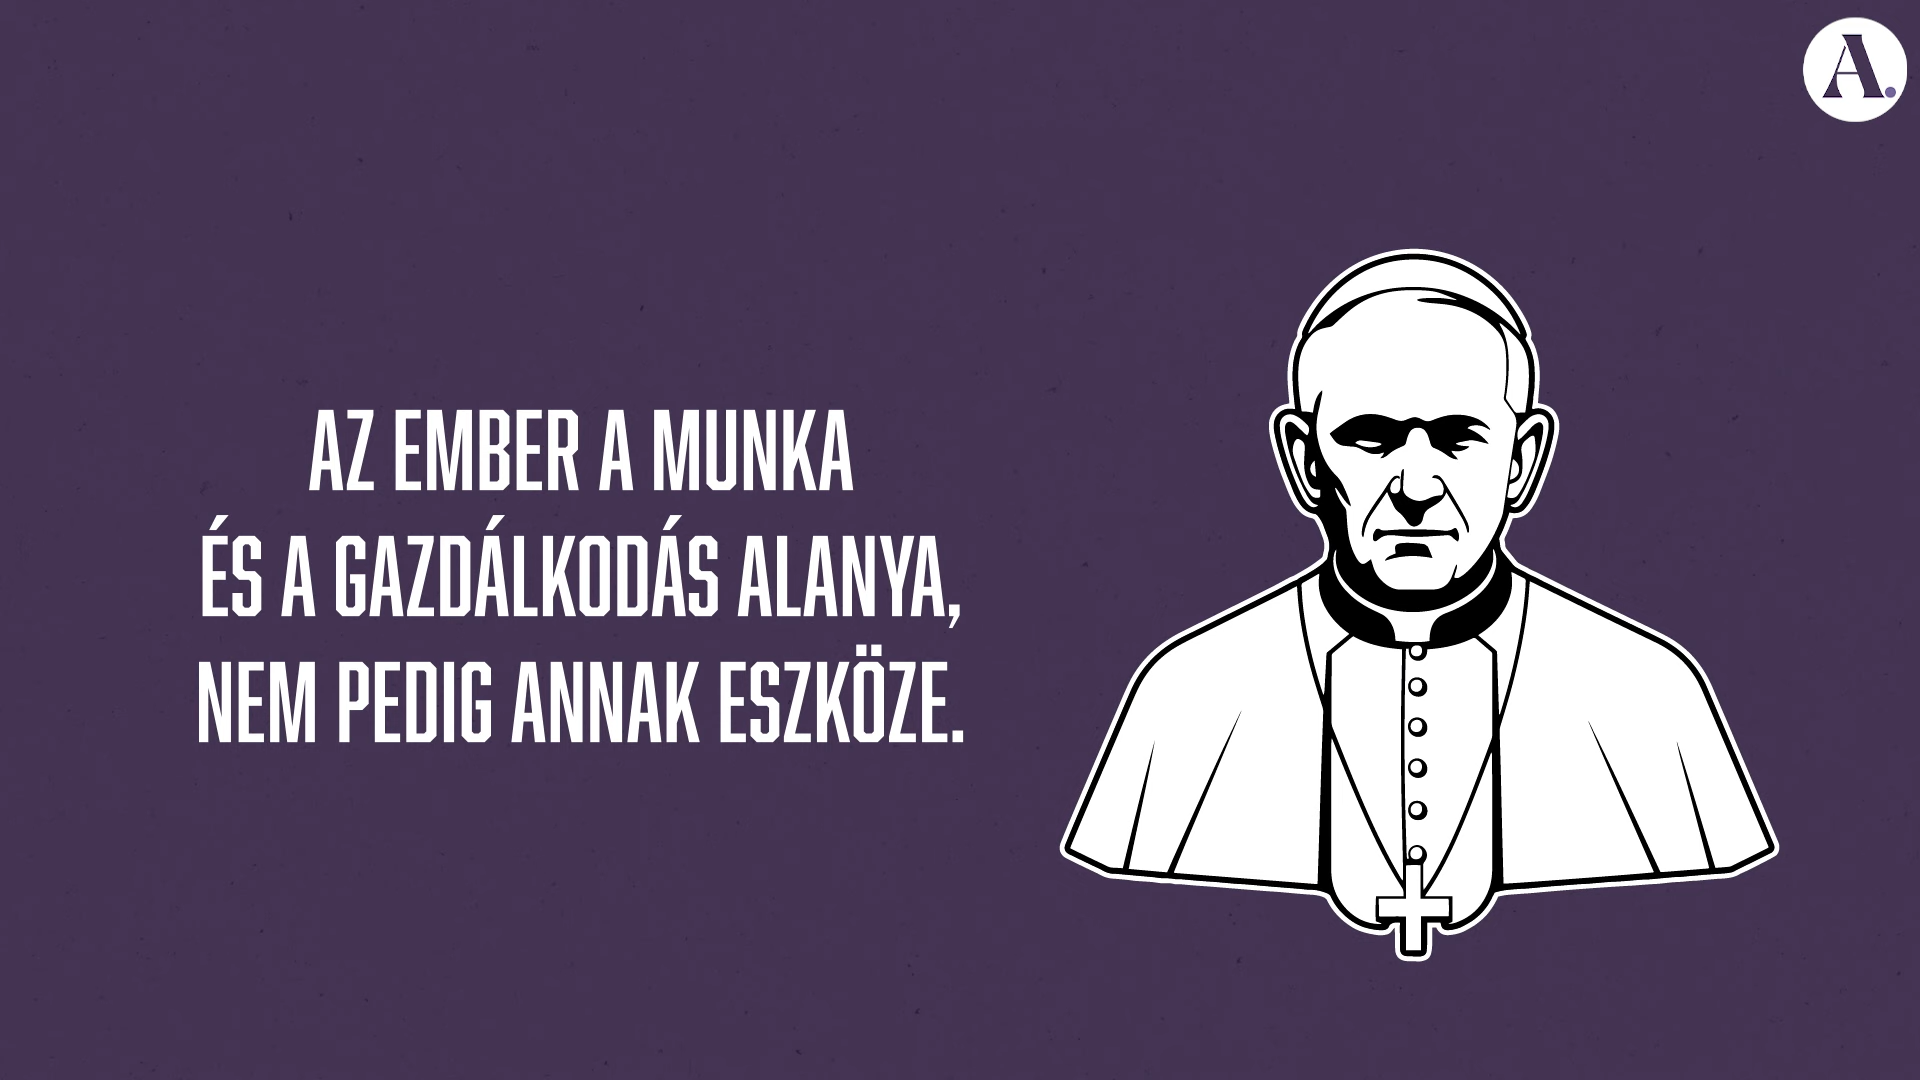 AZ EMBER A MUNKA
ÉS A GAZDÁLKODÁS ALANYA,
NEM PEDIG ANNAK ESZKÖZE.
A.